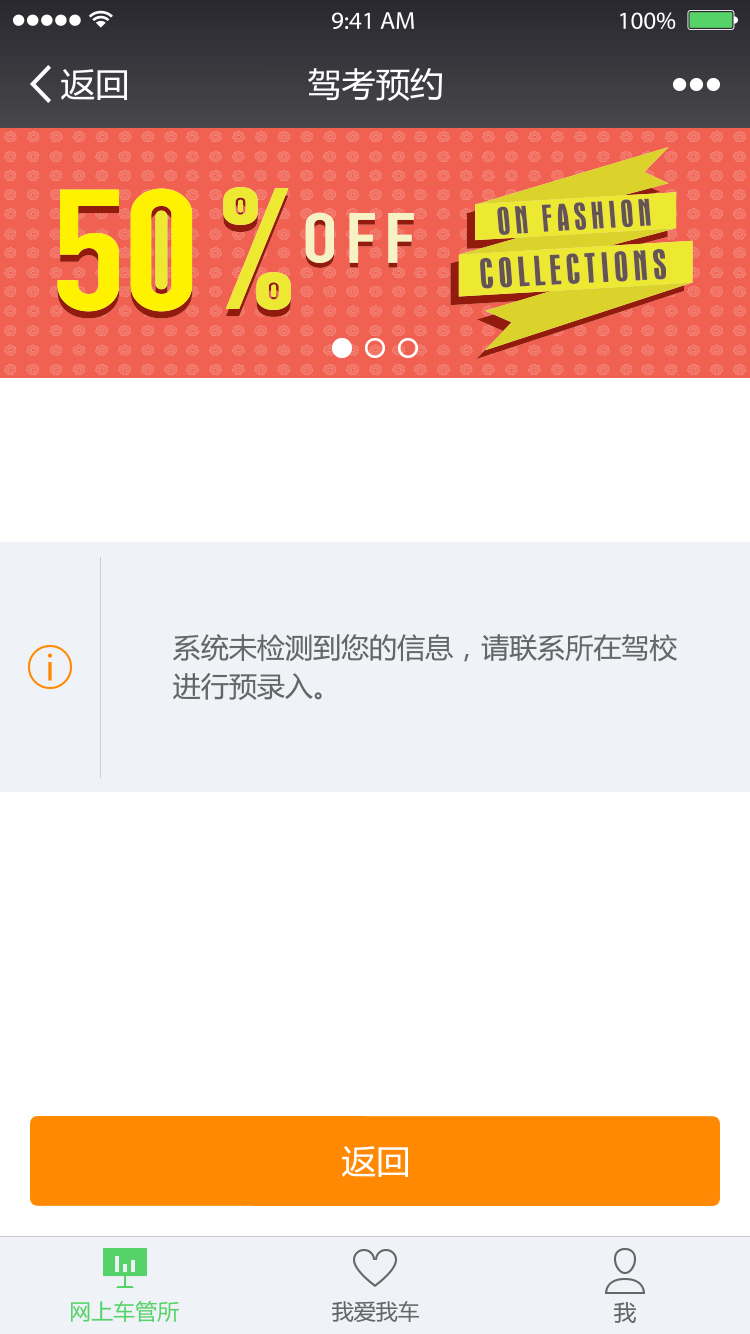 9:41 AM 100%
返回 驾考预约
50% OFF
ON FASHION
COLLECTIONS
系统未检测到您的信息，请联系所在驾校
进行预录入。
返回
网上车管所 我爱我车 我